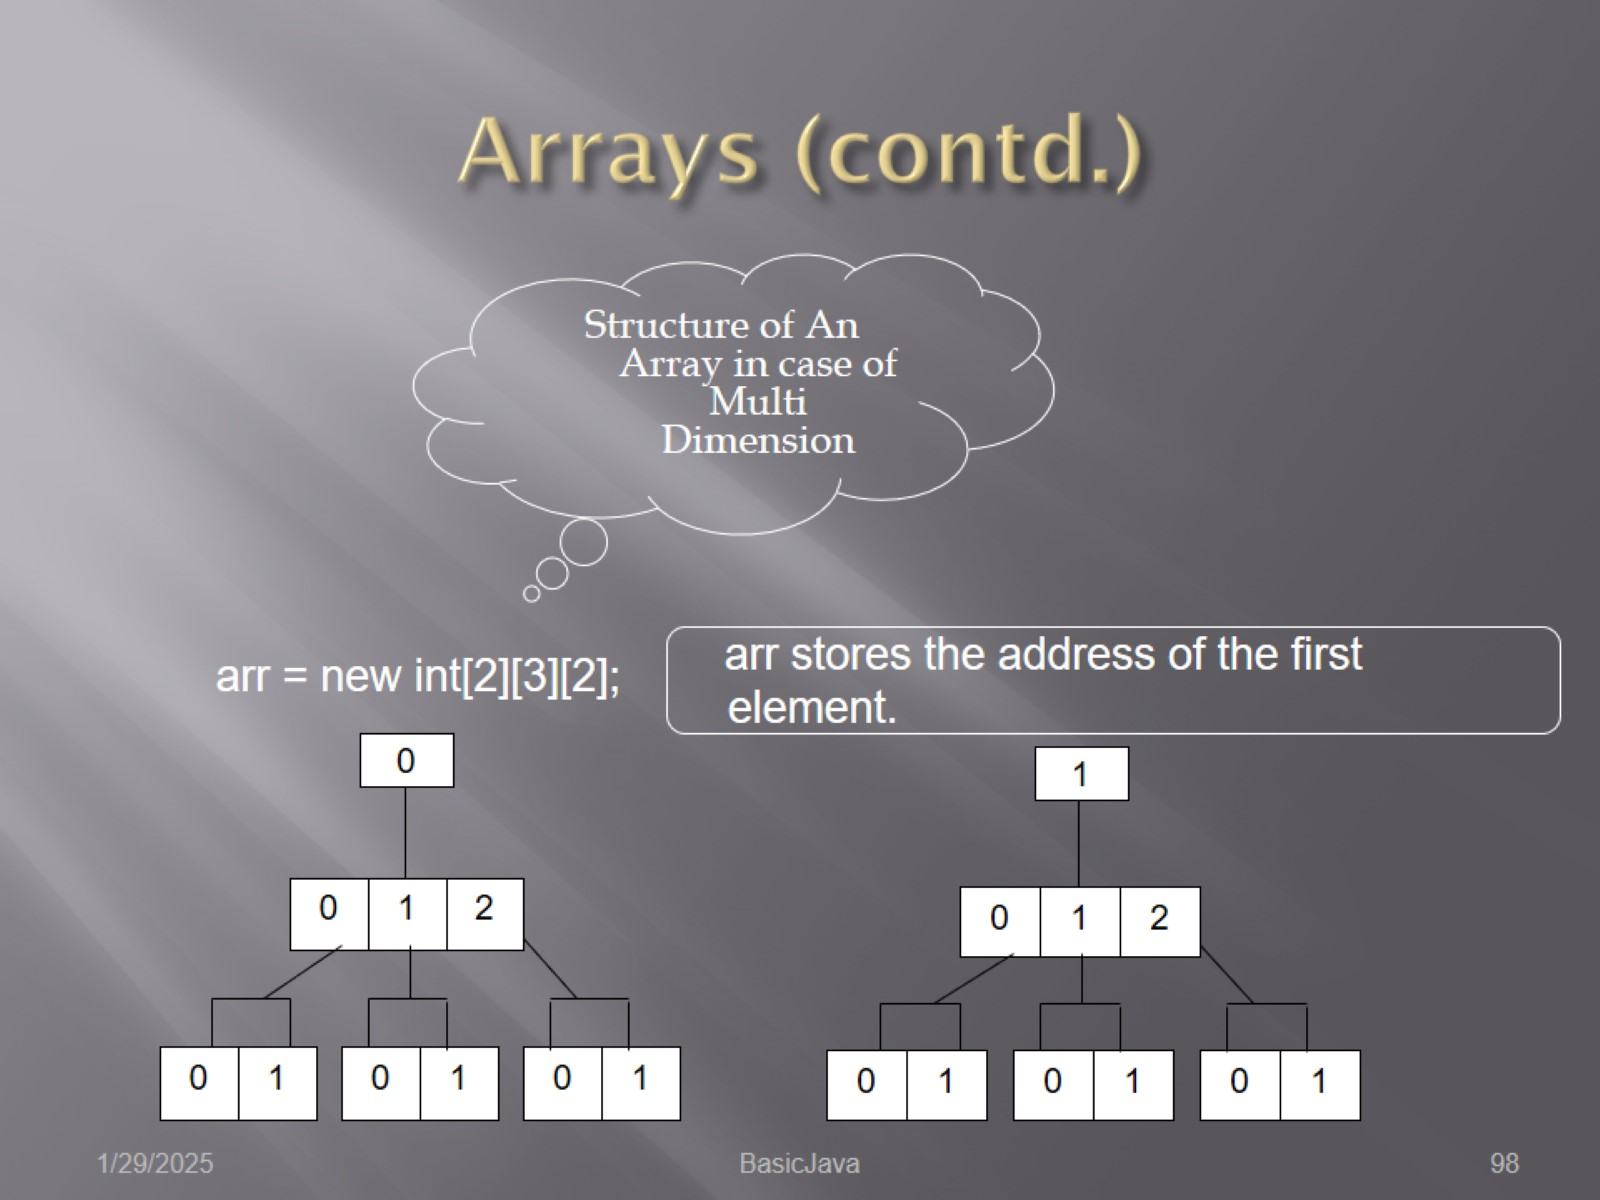 Arrays (contd.)
Structure of An
Array in case of
Multi
Dimension
arr = new int[2][3][2];
arr stores the address of the first
element.
0
1
0 1 2
0 1 2
0 1 0 1 0 1
0 1 0 1 0 1
1/29/2025
BasicJava
98